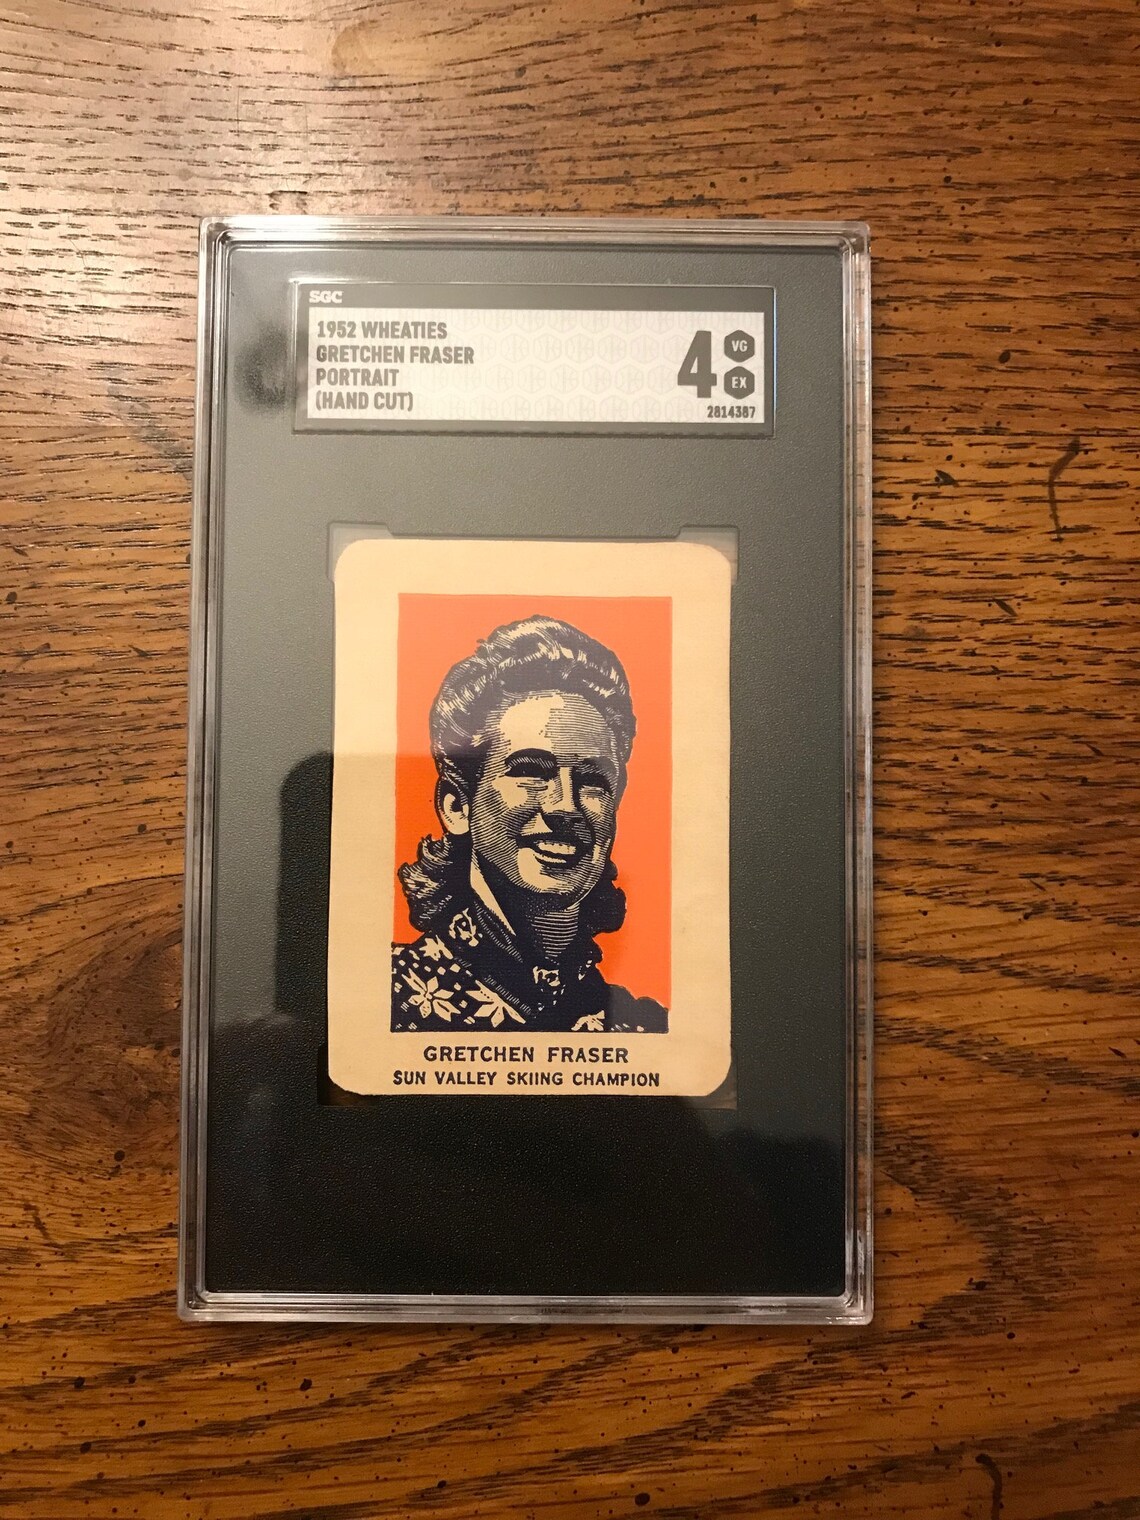 SGC
1952 WHEATIES
GRETCHEN FRASER
PORTRAIT
(HAND CUT)
4
VG
EX
2814387
GRETCHEN FRASER
SUN VALLEY SKIING CHAMPION